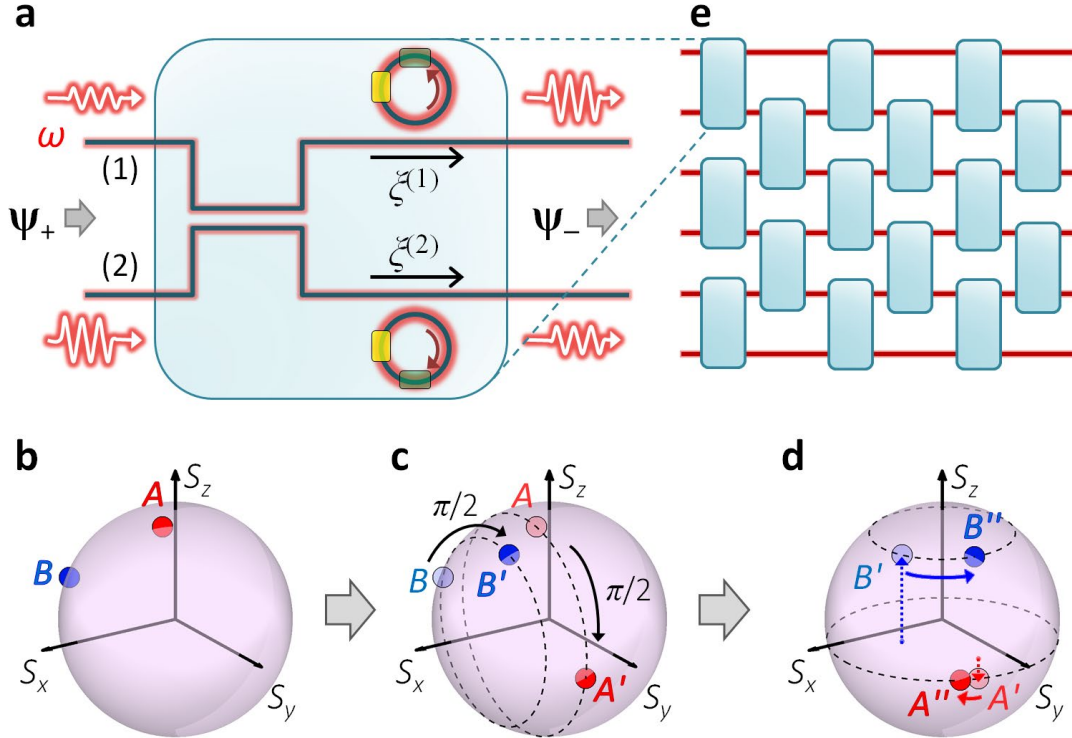 a
e
ω
(1)
ξ(1)
Ψ+
Ψ−
(2)
ξ(2)
b
c
d
Sz
A
B
Sx
Sy
π/2
Sz
A
B
B'
π/2
A'
Sx
Sy
Sz
B''
B'
A''
A'
Sx
Sy